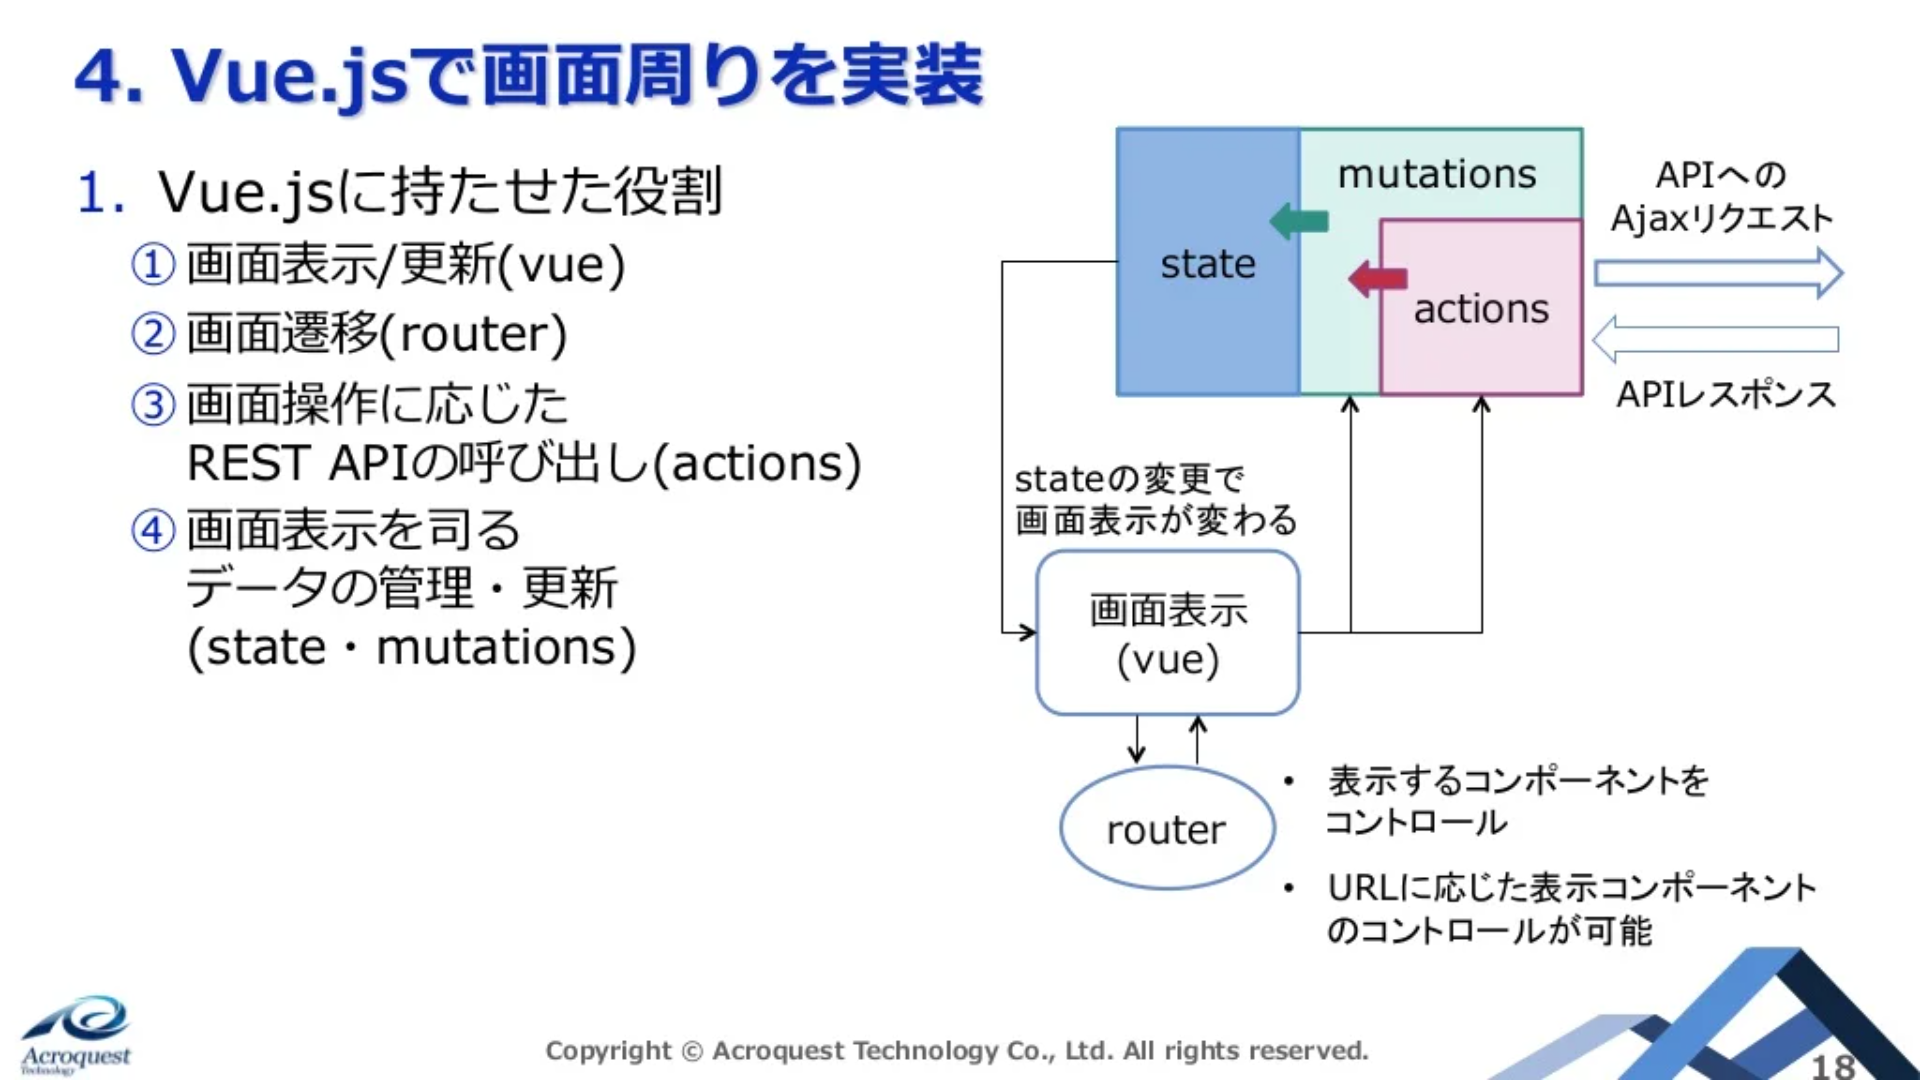 4. Vue.jsで画面周りを実装
1. Vue.jsに持たせた役割
① 画面表示/更新(vue)
② 画面遷移(router)
③ 画面操作に応じた
REST APIの呼び出し(actions)
④ 画面表示を司る
データの管理・更新
(state・mutations)
mutations
state
actions
APIへの
Ajaxリクエスト
APIレスポンス
stateの変更で
画面表示が変わる
画面表示
(vue)
router
• 表示するコンポーネントを
コントロール
• URLに応じた表示コンポーネント
のコントロールが可能
Acroquest
Technology
Copyright © Acroquest Technology Co., Ltd. All rights reserved.
18